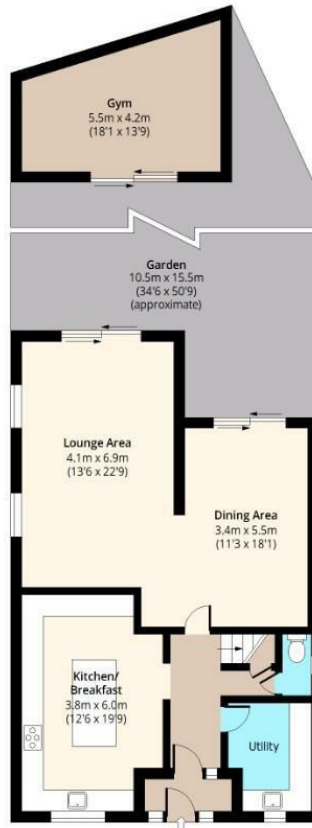 Gym
5.5m x 4.2m
(18'1 x 13'9)
Garden
10.5m x 15.5m
(34'6 x 50'9)
(approximate)
Lounge Area
4.1m x 6.9m
(13'6 x 22'9)
Dining Area
3.4m x 5.5m
(11'3 x 18'1)
Kitchen/
Breakfast
3.8m x 6.0m
(12'6 x 19'9)
Utility